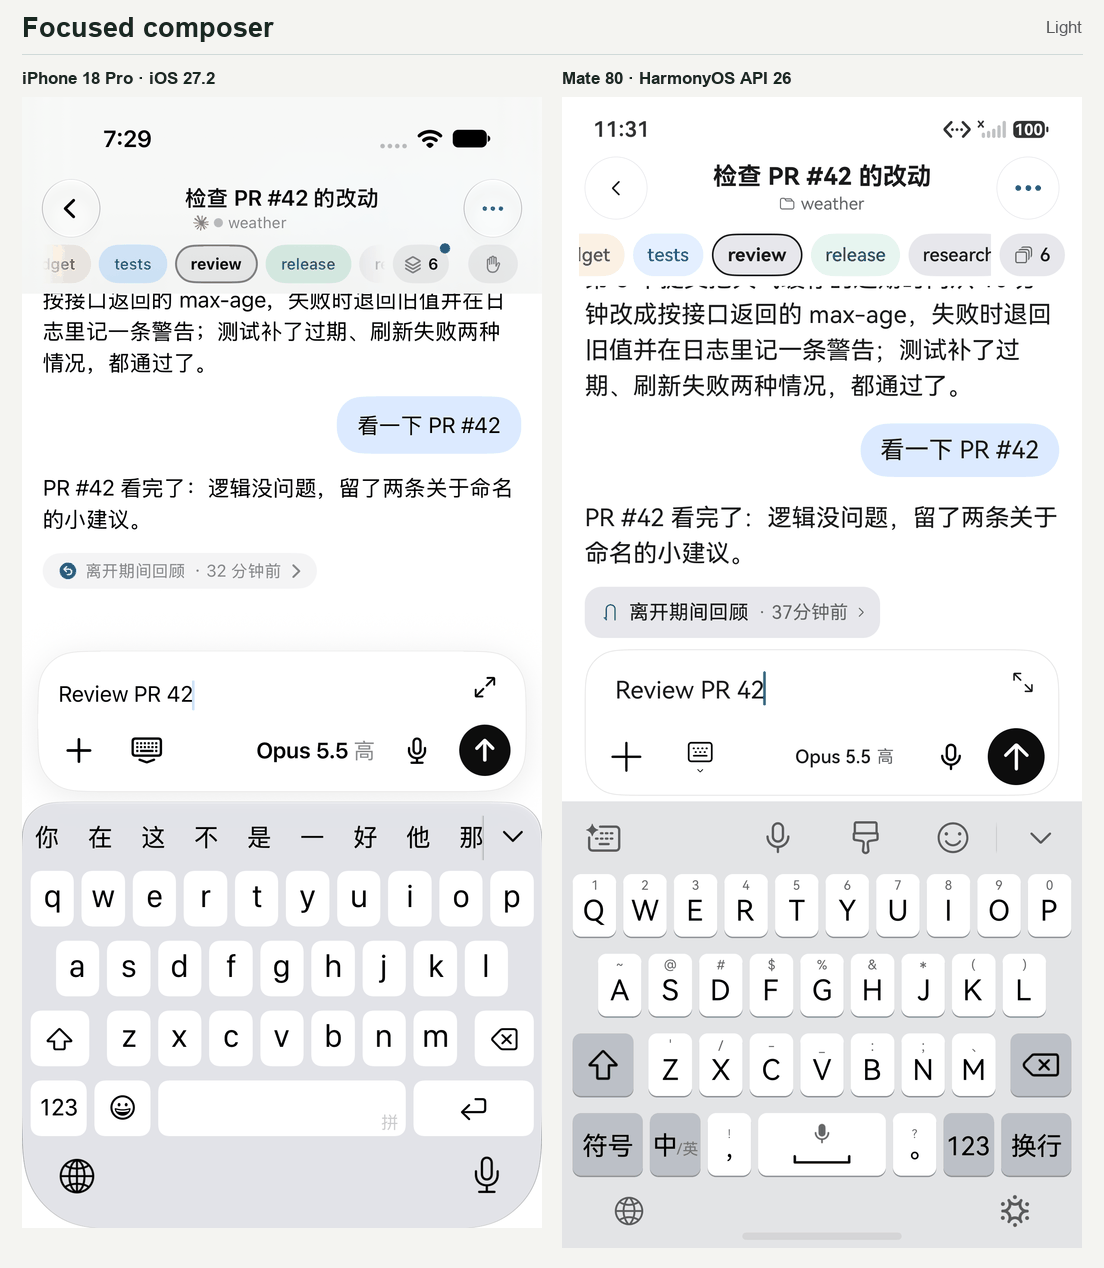 Focused composer
Light
iPhone 18 Pro · iOS 27.2
7:29
检查 PR #42 的改动
weather
dget
tests
review
release
6
按接口返回的 max-age，失败时退回旧值并在日
志里记一条警告；测试补了过期、刷新失败两种
情况，都通过了。
看一下 PR #42
PR #42 看完了：逻辑没问题，留了两条关于命名
的小建议。
离开期间回顾 · 32 分钟前
Review PR 42
Opus 5.5 高
你 在 这 不 是 一 好 他 那
q w e r t y u i o p
a s d f g h j k l
z x c v b n m
123
拼
Mate 80 · HarmonyOS API 26
11:31
100
检查 PR #42 的改动
weather
dget
tests
review
release
research
6
钟改成按接口返回的 max-age，失败时退回
旧值并在日志里记一条警告；测试补了过
期、刷新失败两种情况，都通过了。
看一下 PR #42
PR #42 看完了：逻辑没问题，留了两条关于
命名的小建议。
离开期间回顾 · 37分钟前
Review PR 42
Opus 5.5 高
1 2 3 4 5 6 7 8 9 0
Q W E R T Y U I O P
~ @ # $ % & * ( )
A S D F G H J K L
' / - _ : ; 、
Z X C V B N M
! ?
符号 中/英 ， 。 123 换行